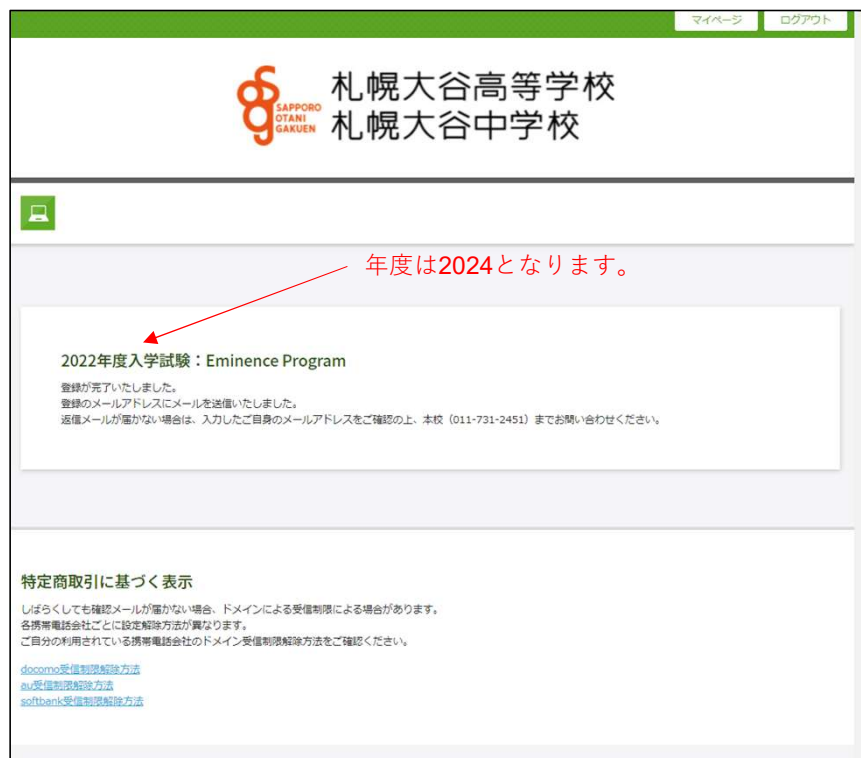 マイページ ログアウト
SAPPORO
OTANI
GAKUEN
札幌大谷高等学校
札幌大谷中学校
年度は2024となります。
2022年度入学試験：Eminence Program
登録が完了いたしました。
登録のメールアドレスにメールを送信いたしました。
返信メールが届かない場合は、入力したご自身のメールアドレスをご確認の上、本校（011-731-2451）までお問い合わせください。
特定商取引に基づく表示
しばらくしても確認メールが届かない場合、ドメインによる受信制限による場合があります。
各携帯電話会社ごとに設定解除方法が異なります。
ご自分の利用されている携帯電話会社のドメイン受信制限解除方法をご確認ください。
docomo受信制限解除方法
au受信制限解除方法
softbank受信制限解除方法